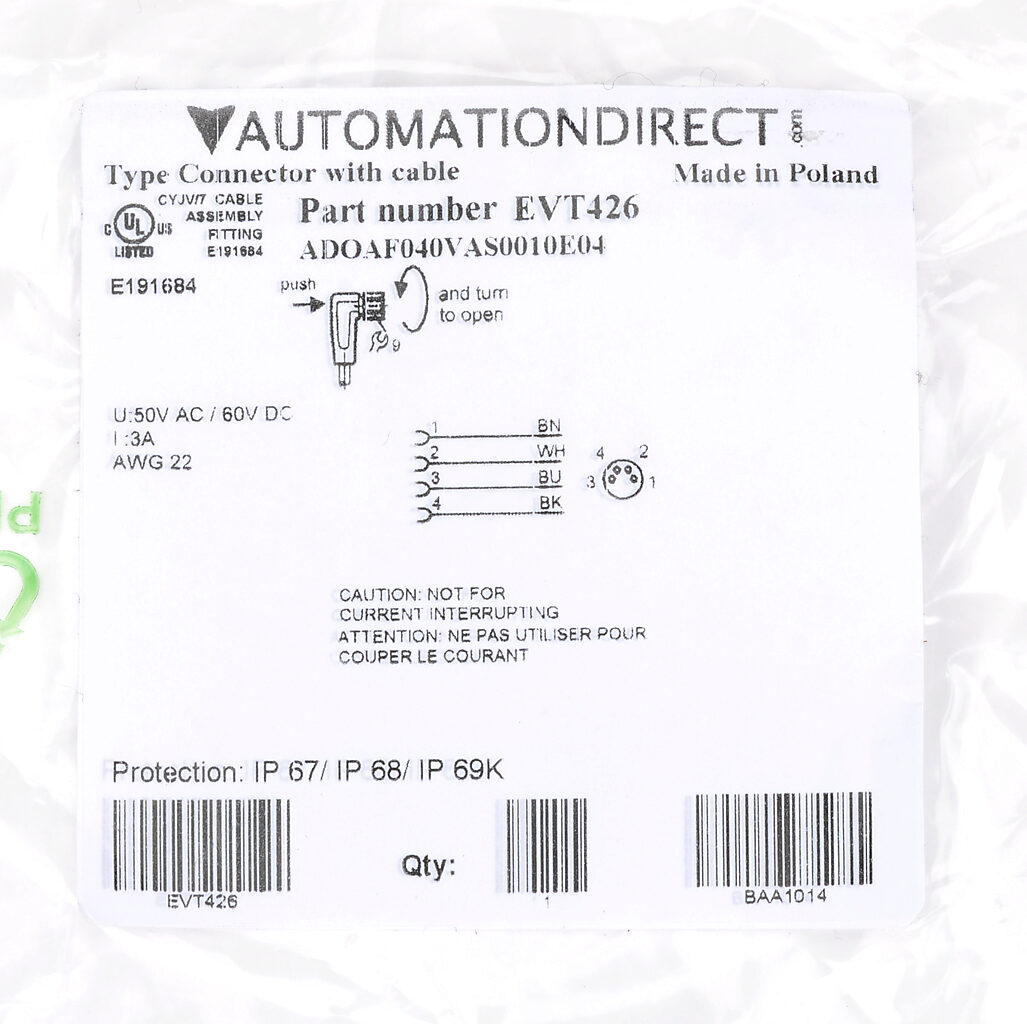 AUTOMATIONDIRECT.com
Type Connector with cable
Made in Poland
CYJV/7 CABLE
ASSEMBLY
FITTING
E191684
C UL US
LISTED
Part number EVT426
ADOAF040VAS0010E04
E191684
push
and turn
to open
9
U:50V AC / 60V DC
I :3A
AWG 22
1 BN
2 WH
3 BU
4 BK
4 2
3 1
CAUTION: NOT FOR
CURRENT INTERRUPTING
ATTENTION: NE PAS UTILISER POUR
COUPER LE COURANT
Protection: IP 67/ IP 68/ IP 69K
Qty:
EVT426
1
BAA1014